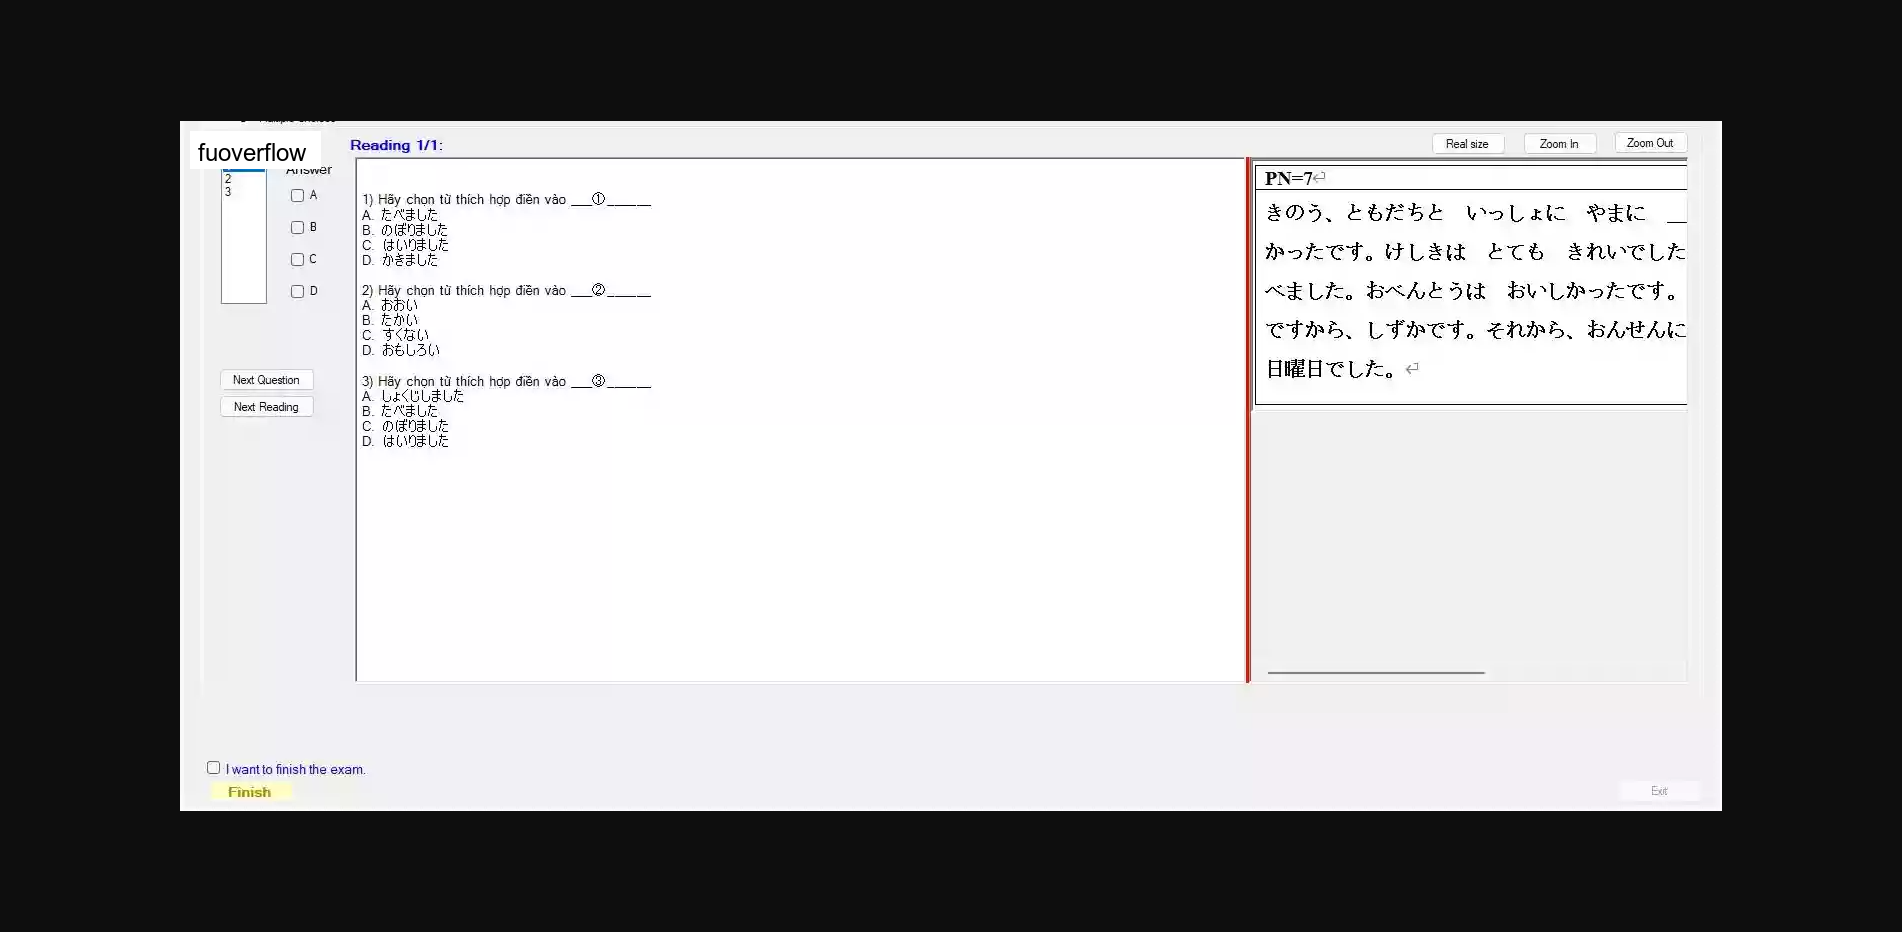 fuoverflow
Reading 1/1:
Real size
Zoom In
Zoom Out
Answer
2
3
A
B
C
D
Next Question
Next Reading
1) Hãy chọn từ thích hợp điền vào ___①______
A. たべました
B. のぼりました
C. はいりました
D. かきました
2) Hãy chọn từ thích hợp điền vào ___②______
A. おおい
B. たかい
C. すくない
D. おもしろい
3) Hãy chọn từ thích hợp điền vào ___③______
A. しょくじしました
B. たべました
C. のぼりました
D. はいりました
PN=7
きのう、ともだちと いっしょに やまに __
かったです。けしきは とても きれいでした
べました。おべんとうは おいしかったです。
ですから、しずかです。それから、おんせんに
日曜日でした。
I want to finish the exam.
Finish
Exit